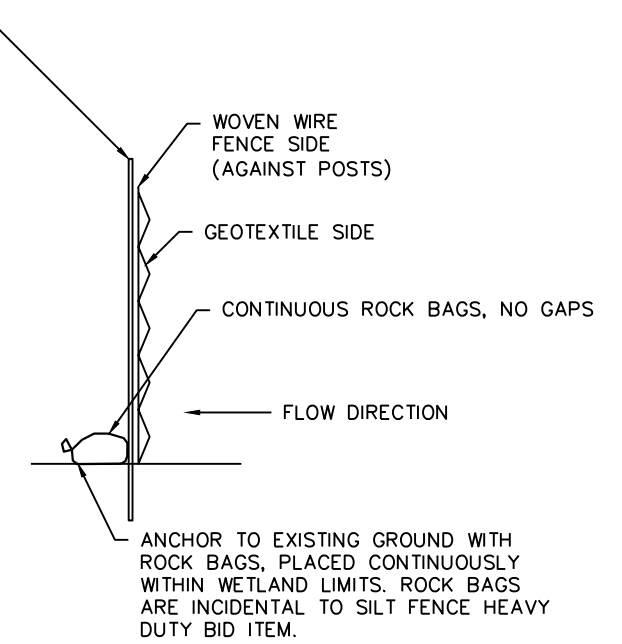 WOVEN WIRE
FENCE SIDE
(AGAINST POSTS)
GEOTEXTILE SIDE
CONTINUOUS ROCK BAGS, NO GAPS
FLOW DIRECTION
ANCHOR TO EXISTING GROUND WITH
ROCK BAGS, PLACED CONTINUOUSLY
WITHIN WETLAND LIMITS. ROCK BAGS
ARE INCIDENTAL TO SILT FENCE HEAVY
DUTY BID ITEM.